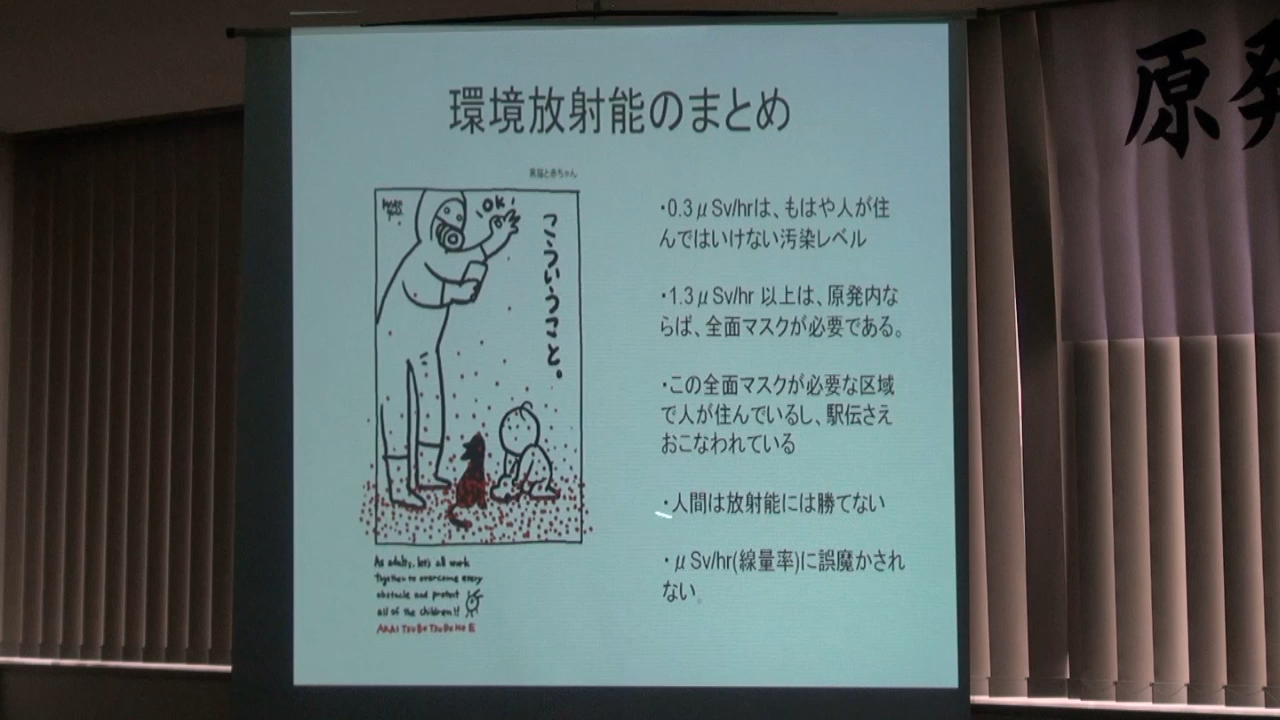 環境放射能のまとめ
黒猫と赤ちゃん
OK!
こういうこと。
As adults, let's all work
together to overcome every
obstacle and protect
all of the children!!
AKAI TSUBUTSUBU NO E
・0.3μSv/hrは、もはや人が住
んではいけない汚染レベル
・1.3μSv/hr 以上は、原発内な
らば、全面マスクが必要である。
・この全面マスクが必要な区域
で人が住んでいるし、駅伝さえ
おこなわれている
・人間は放射能には勝てない
・μSv/hr(線量率)に誤魔かされ
ない。
原発